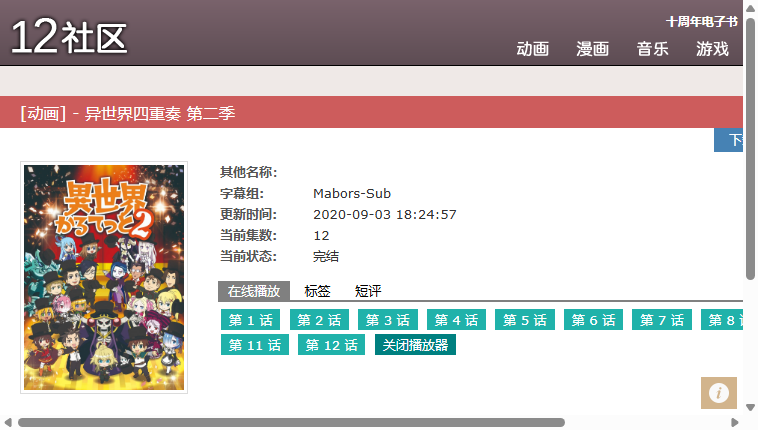 十周年电子书
12社区
动画 漫画 音乐 游戏
[动画] - 异世界四重奏 第二季
異世界
かるてっと2
其他名称:
字幕组: Mabors-Sub
更新时间: 2020-09-03 18:24:57
当前集数: 12
当前状态: 完结
在线播放 标签 短评
第 1 话 第 2 话 第 3 话 第 4 话 第 5 话 第 6 话 第 7 话 第 8
第 11 话 第 12 话 关闭播放器